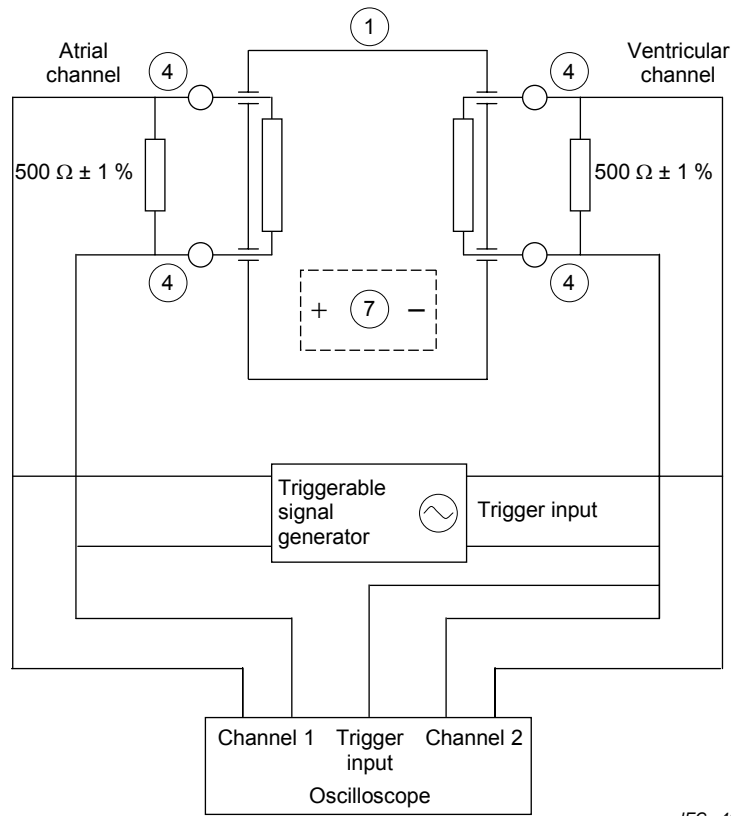 1
Atrial
channel
4
4
Ventricular
channel
500 Ω ± 1 %
500 Ω ± 1 %
4
4
+ 7 −
Triggerable
signal
generator
Trigger input
Channel 1
Trigger
input
Channel 2
Oscilloscope